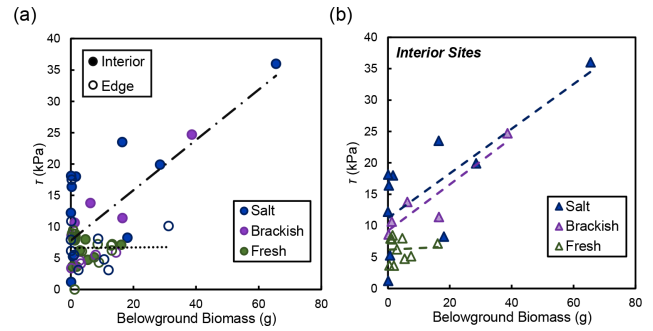 (a)
40
35
30
25
20
15
10
5
0
τ (kPa)
Interior
Edge
Salt
Brackish
Fresh
0 20 40 60 80
Belowground Biomass (g)
(b)
40
35
30
25
20
15
10
5
0
τ (kPa)
Interior Sites
Salt
Brackish
Fresh
0 20 40 60 80
Belowground Biomass (g)